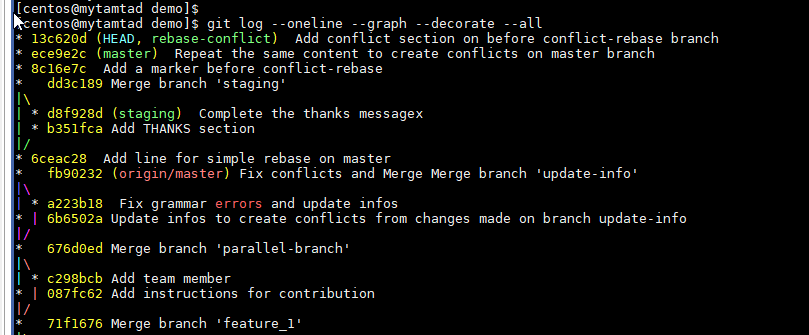 [centos@mytamtad demo]$
[centos@mytamtad demo]$ git log --oneline --graph --decorate --all
* 13c620d (HEAD, rebase-conflict)  Add conflict section on before conflict-rebase branch
* ece9e2c (master)  Repeat the same content to create conflicts on master branch
* 8c16e7c  Add a marker before conflict-rebase
*   dd3c189 Merge branch 'staging'
|\
| * d8f928d (staging)  Complete the thanks messagex
| * b351fca Add THANKS section
|/
* 6ceac28  Add line for simple rebase on master
*   fb90232 (origin/master) Fix conflicts and Merge Merge branch 'update-info'
|\
| * a223b18  Fix grammar errors and update infos
* | 6b6502a Update infos to create conflicts from changes made on branch update-info
|/
*   676d0ed Merge branch 'parallel-branch'
|\
| * c298bcb Add team member
* | 087fc62 Add instructions for contribution
|/
*   71f1676 Merge branch 'feature_1'